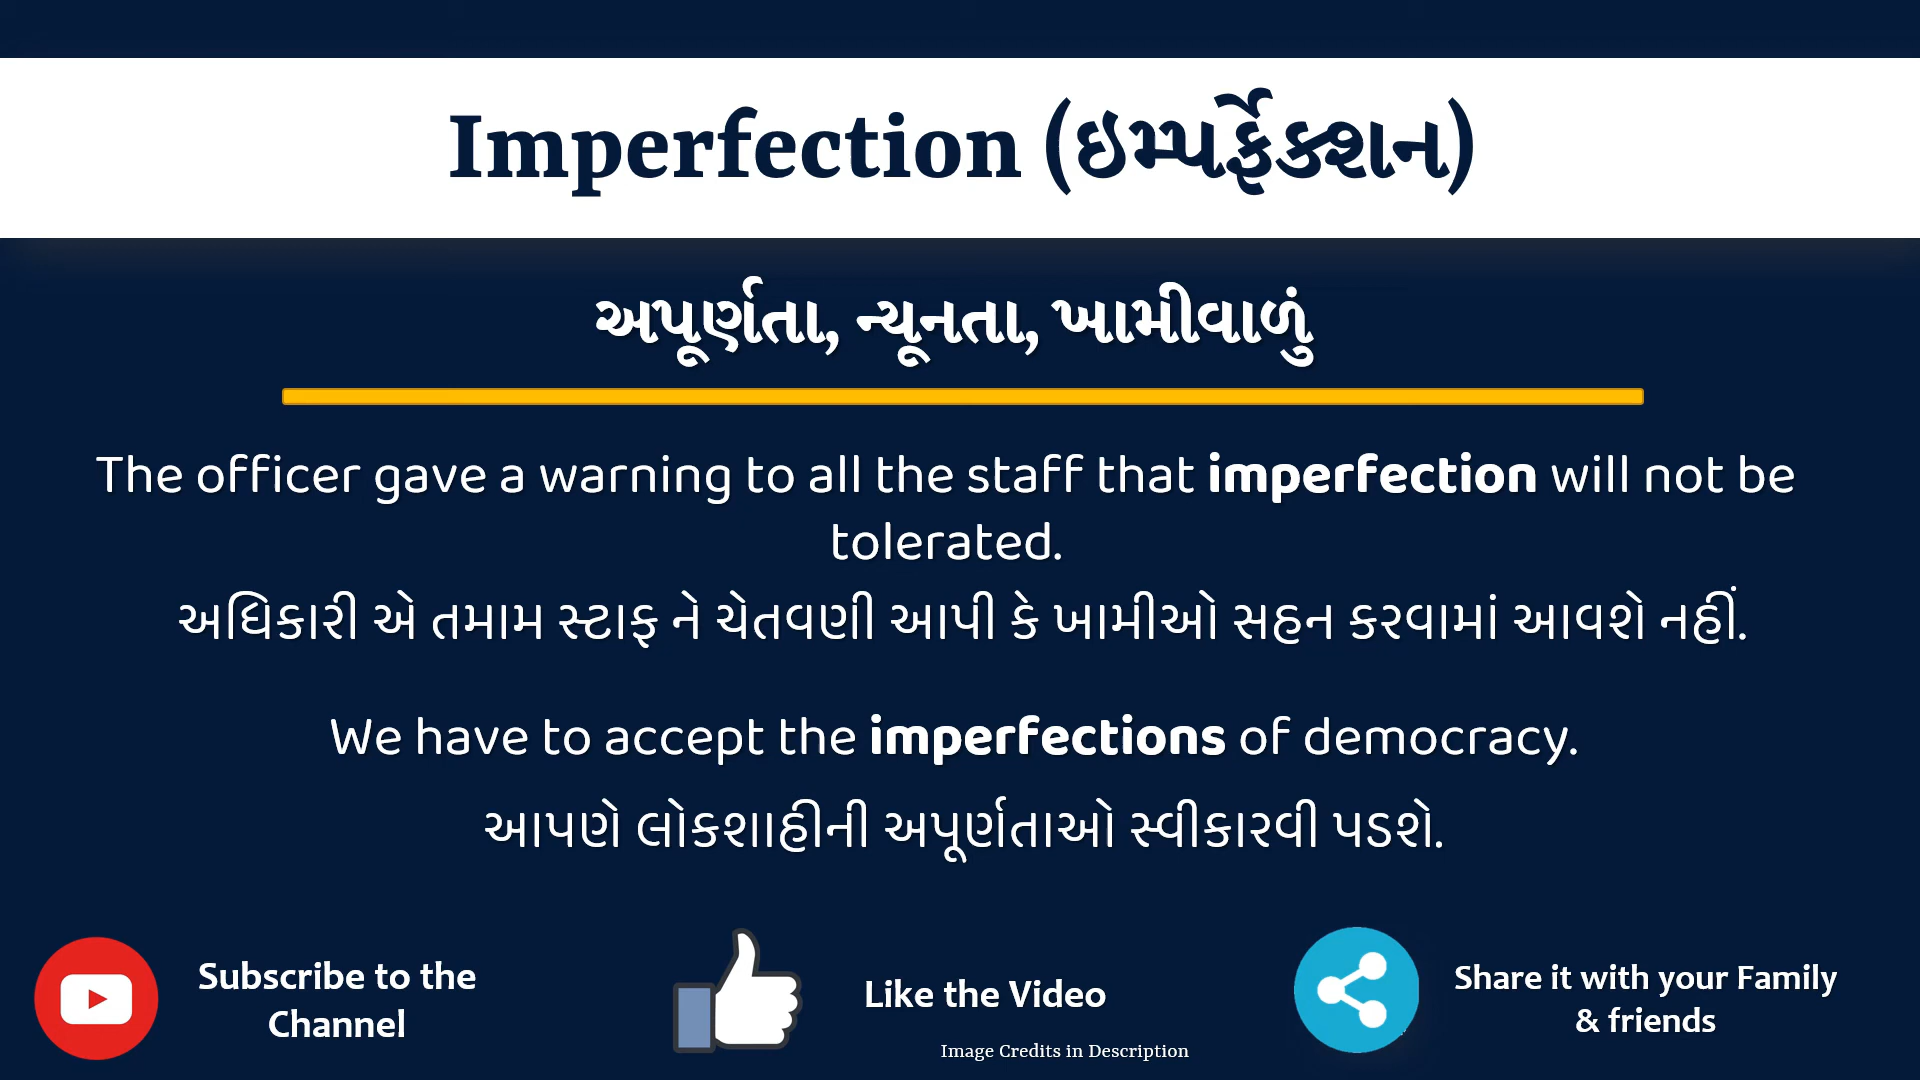 Imperfection (ઇમ્પર્ફેક્શન)
અપૂર્ણતા, ન્યૂનતા, ખામીવાળું
The officer gave a warning to all the staff that imperfection will not be
tolerated.
અધિકારી એ તમામ સ્ટાફ ને ચેતવણી આપી કે ખામીઓ સહન કરવામાં આવશે નહીં.
We have to accept the imperfections of democracy.
આપણે લોકશાહીની અપૂર્ણતાઓ સ્વીકારવી પડશે.
Subscribe to the
Channel
Like the Video
Share it with your Family
& friends
Image Credits in Description